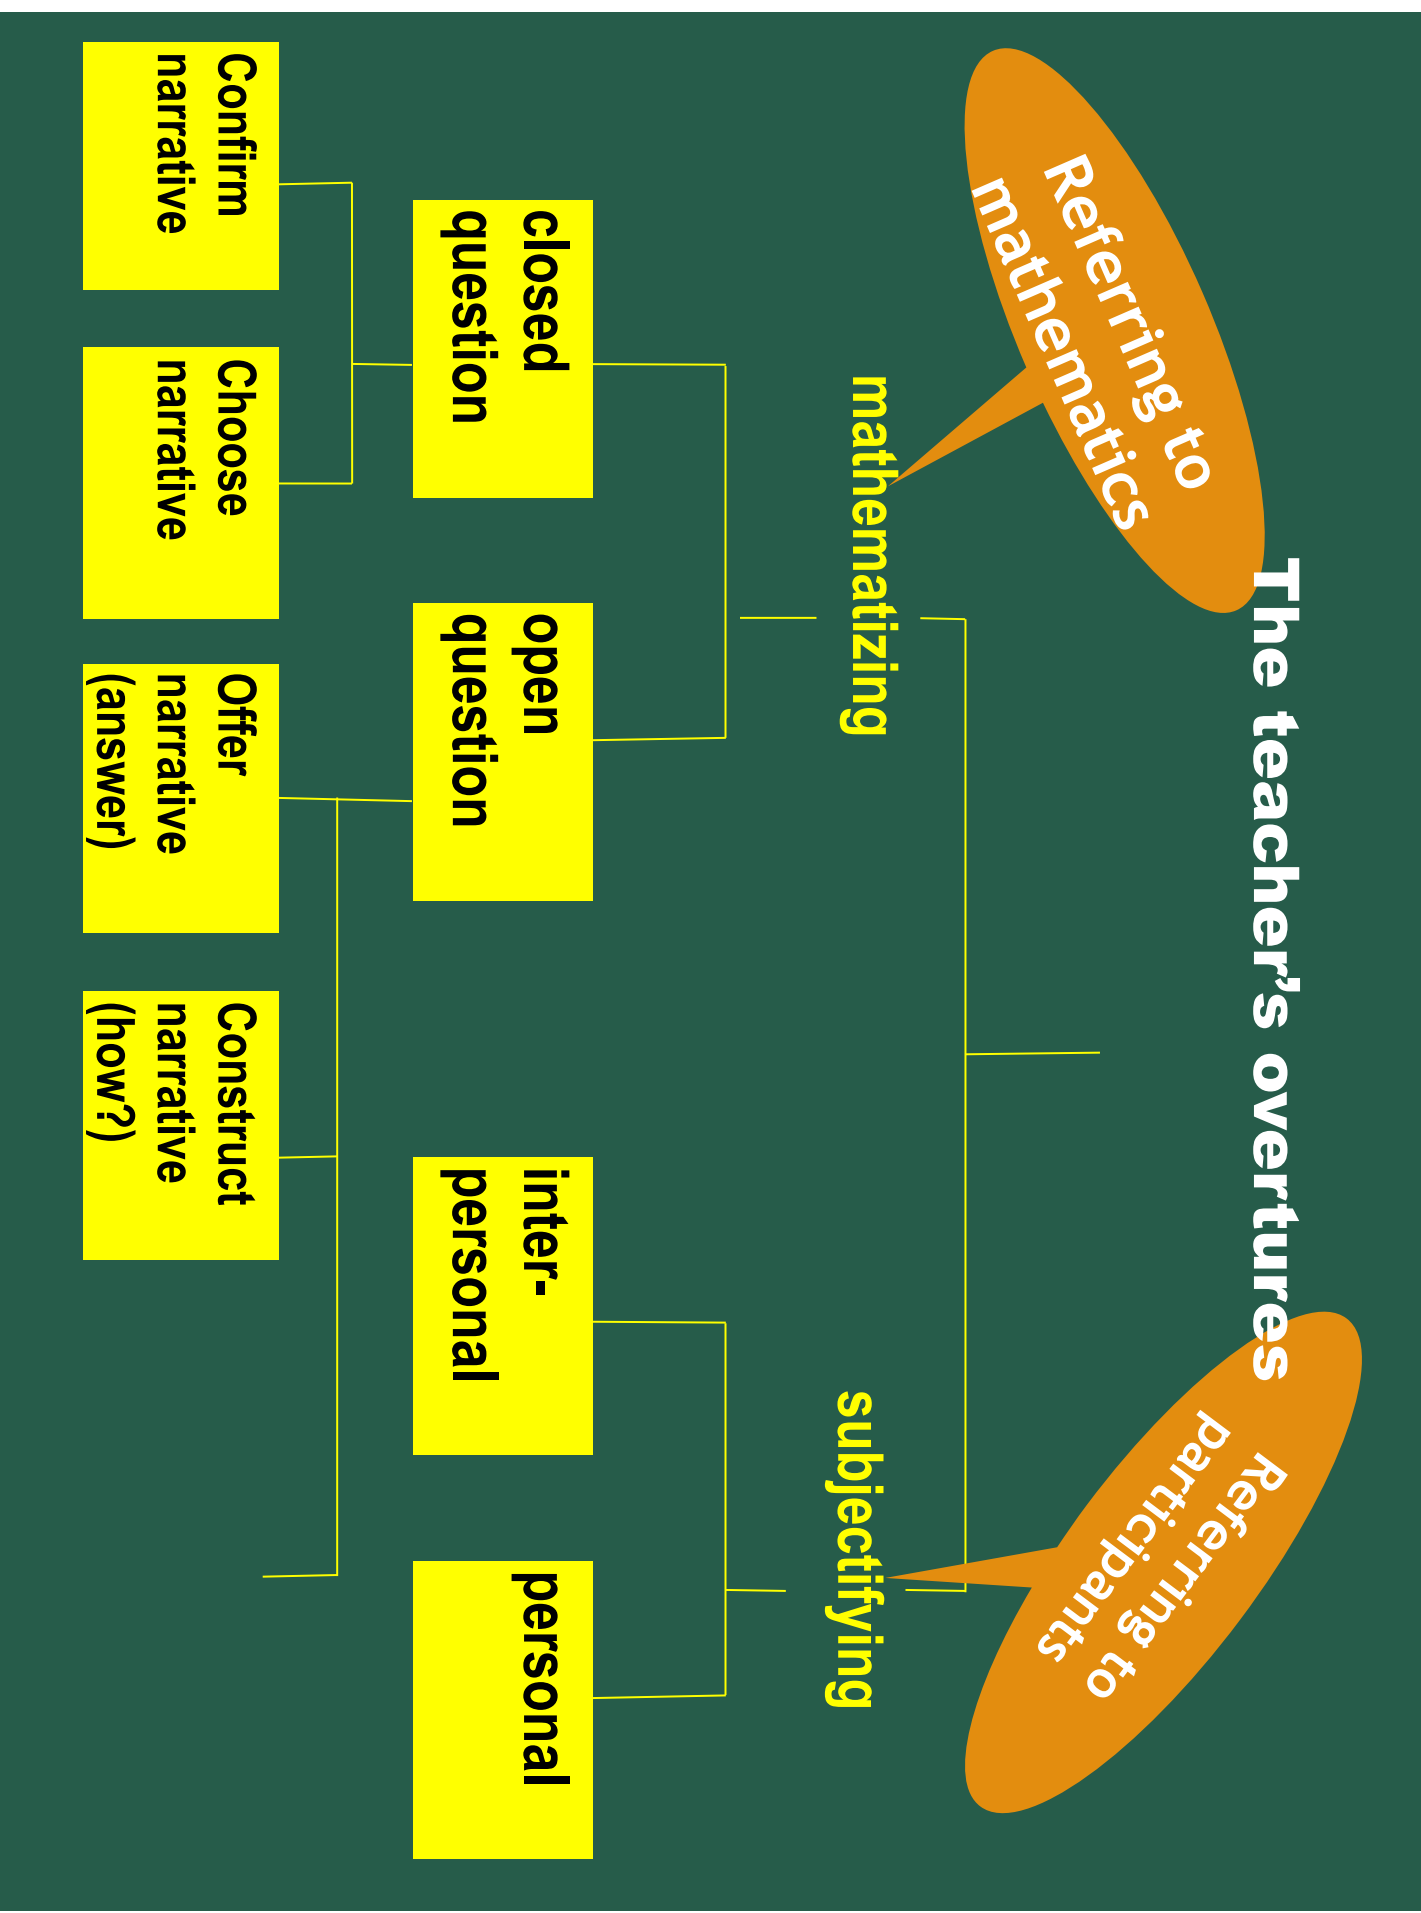 The teacher’s overtures
Referring to
mathematics
Referring to
participants
mathematizing
subjectifying
closed
question
open
question
inter-
personal
personal
Confirm
narrative
Choose
narrative
Offer
narrative
(answer)
Construct
narrative
(how?)